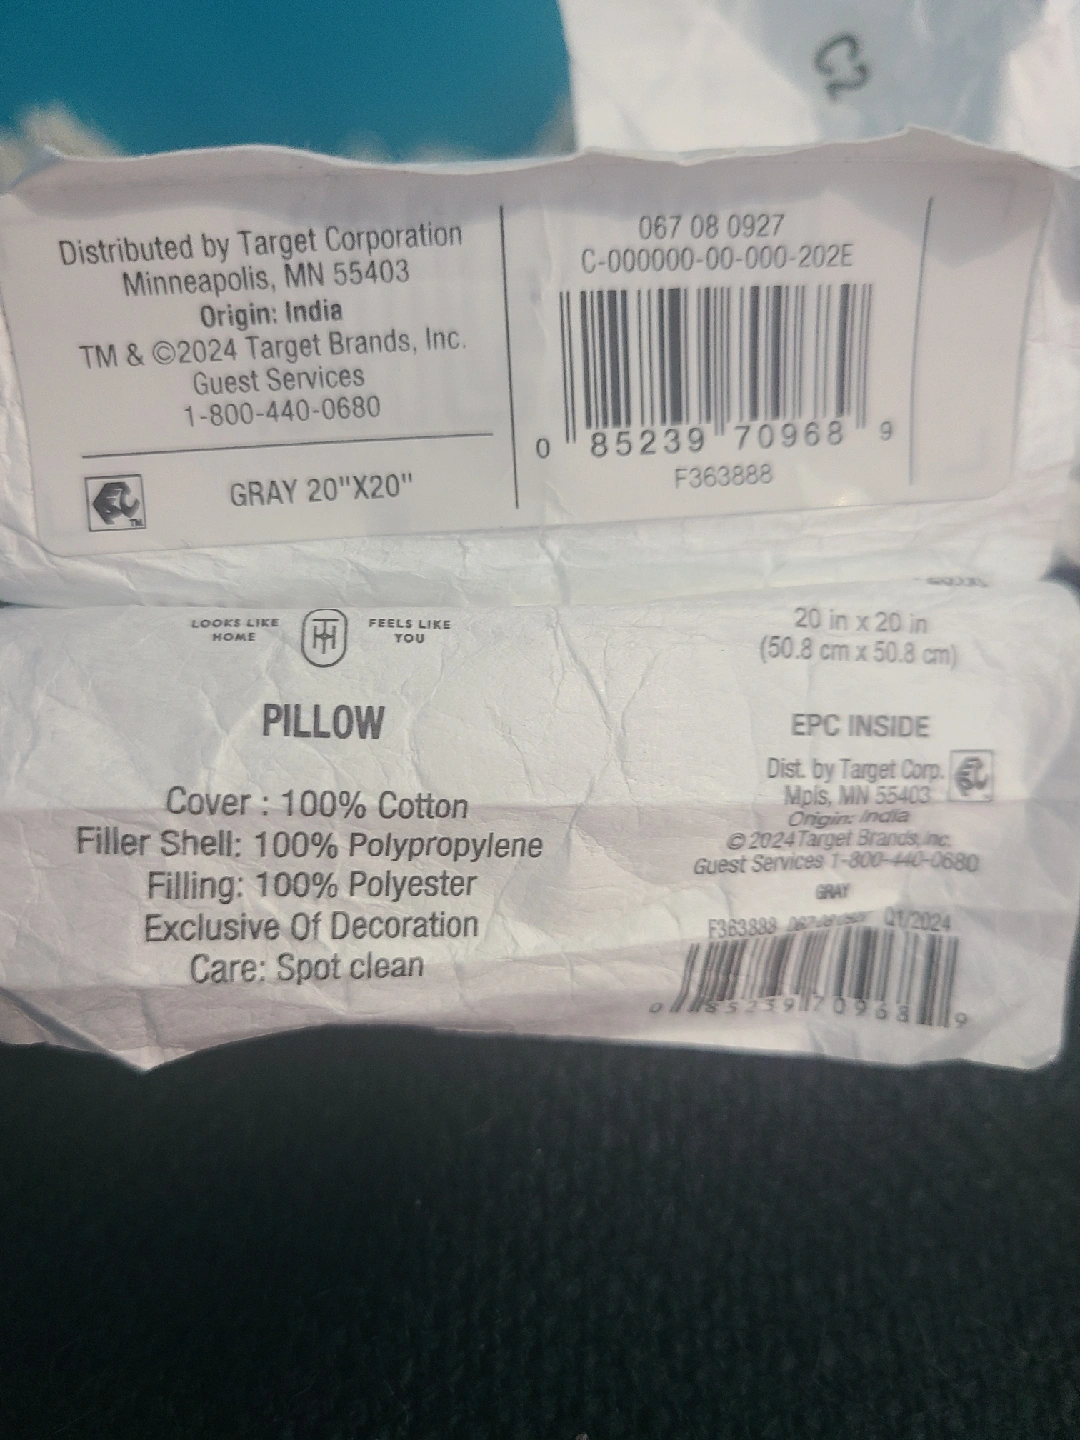 C2
Distributed by Target Corporation
Minneapolis, MN 55403
Origin: India
TM & ©2024 Target Brands, Inc.
Guest Services
1-800-440-0680
GRAY 20"X20"
067 08 0927
C-000000-00-000-202E
0 85239 70968 9
F363888
LOOKS LIKE HOME
FEELS LIKE YOU
PILLOW
Cover : 100% Cotton
Filler Shell: 100% Polypropylene
Filling: 100% Polyester
Exclusive Of Decoration
Care: Spot clean
20 in x 20 in
(50.8 cm x 50.8 cm)
EPC INSIDE
Dist. by Target Corp.
Mpls, MN 55403
Origin: India
© 2024 Target Brands, Inc.
Guest Services 1-800-440-0680
GRAY
F363888 Q1/2024
0 85239 70968 9